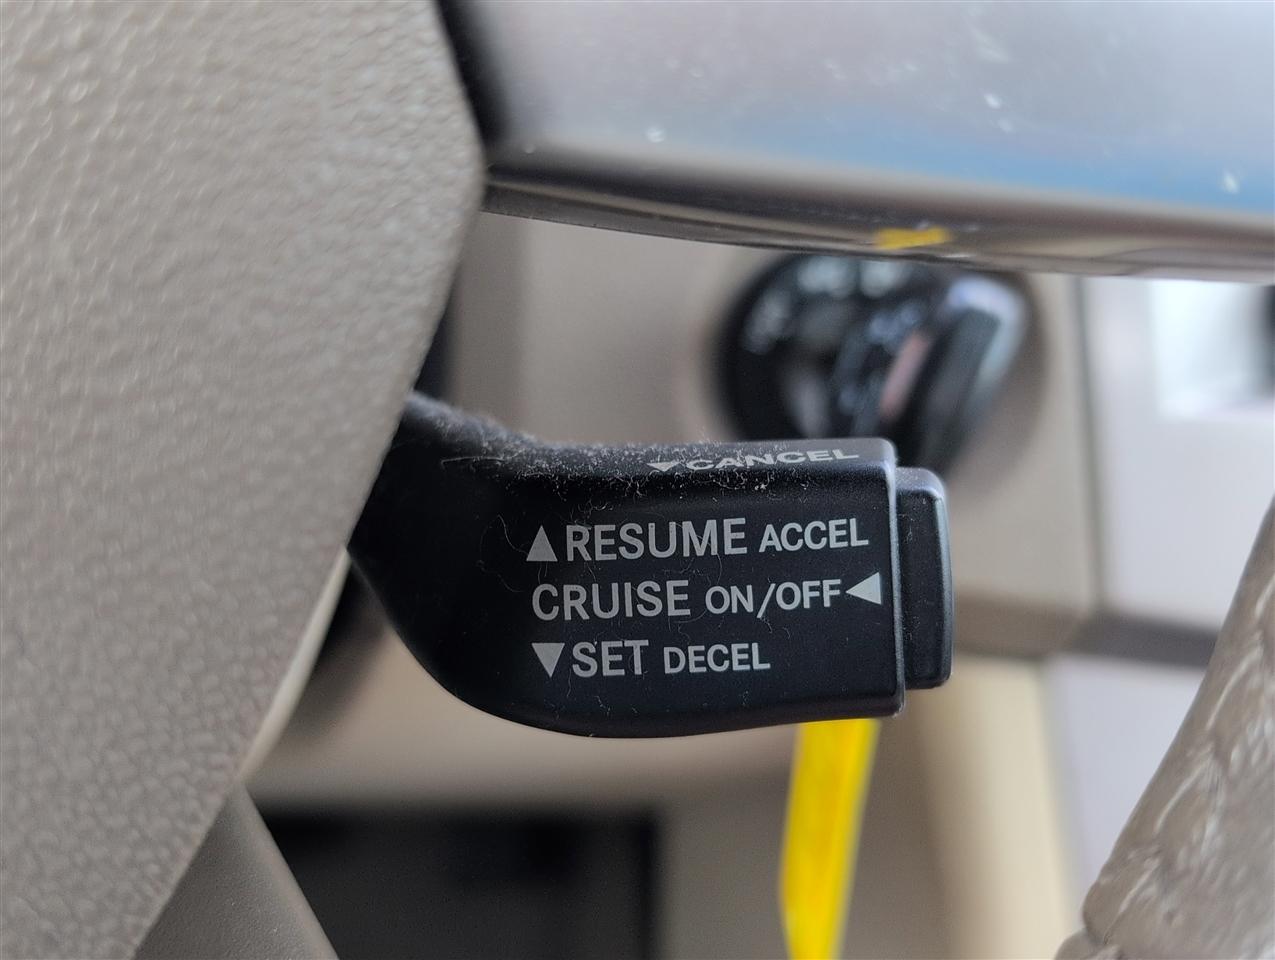 ▼CANCEL
▲RESUME ACCEL
CRUISE ON/OFF◀
▼SET DECEL